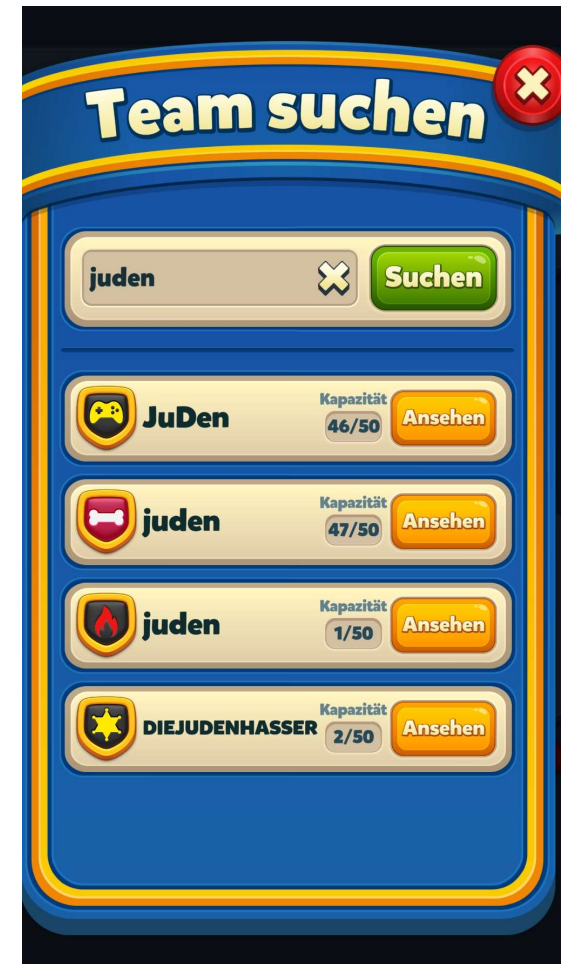 Team suchen
juden
Suchen
JuDen
Kapazität
46/50
Ansehen
juden
Kapazität
47/50
Ansehen
juden
Kapazität
1/50
Ansehen
DIEJUDENHASSER
Kapazität
2/50
Ansehen